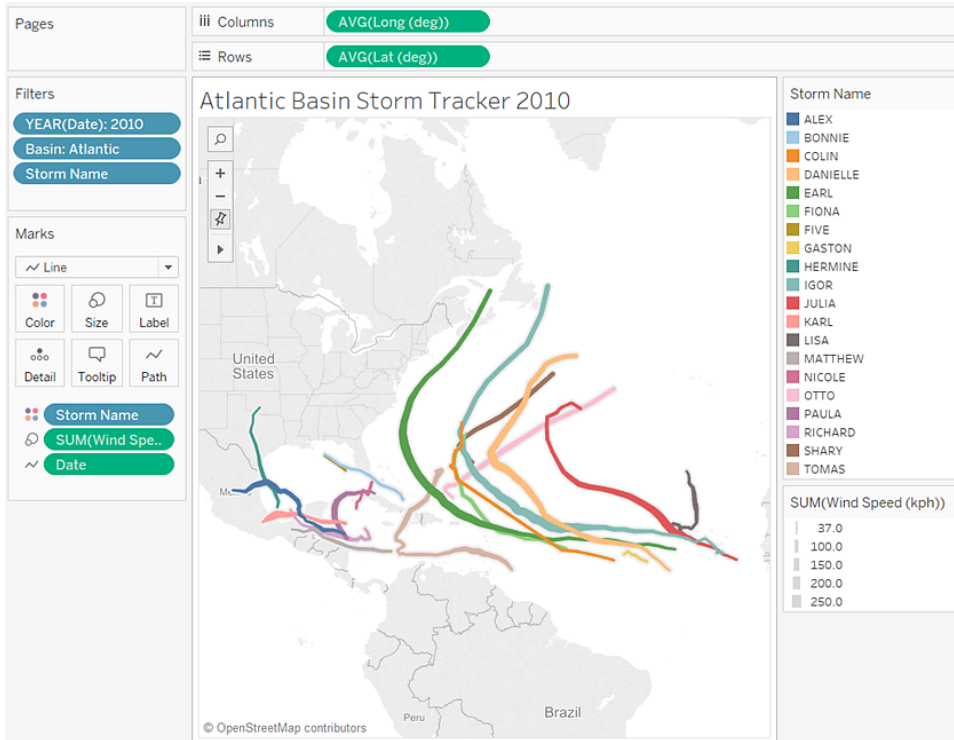 Pages
iii Columns
AVG(Long (deg))
Rows
AVG(Lat (deg))
Filters
YEAR(Date): 2010
Basin: Atlantic
Storm Name
Marks
Line
Color
Size
Label
Detail
Tooltip
Path
Storm Name
SUM(Wind Spe..
Date
Atlantic Basin Storm Tracker 2010
United
States
Peru
Brazil
© OpenStreetMap contributors
Storm Name
ALEX
BONNIE
COLIN
DANIELLE
EARL
FIONA
FIVE
GASTON
HERMINE
IGOR
JULIA
KARL
LISA
MATTHEW
NICOLE
OTTO
PAULA
RICHARD
SHARY
TOMAS
SUM(Wind Speed (kph))
37.0
100.0
150.0
200.0
250.0